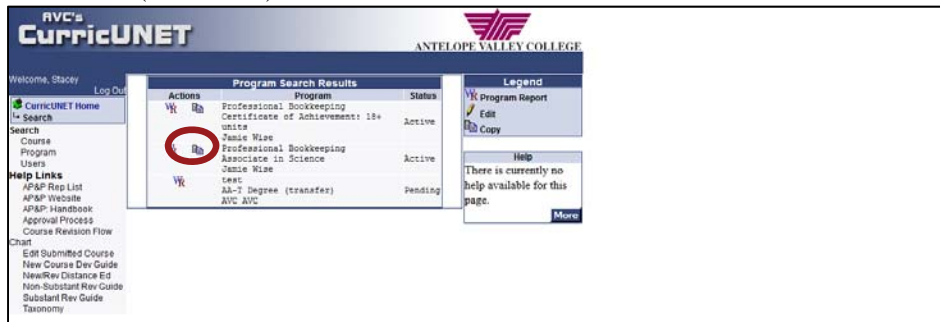 AVC's
CurricUNET
ANTELOPE VALLEY COLLEGE
Welcome, Stacey
Log Out
CurricUNET Home
Search
Search
Course
Program
Users
Help Links
AP&P Rep List
AP&P Website
AP&P: Handbook
Approval Process
Course Revision Flow
Chart
Edit Submitted Course
New Course Dev Guide
New/Rev Distance Ed
Non-Substant Rev Guide
Substant Rev Guide
Taxonomy
Program Search Results
Actions Program Status
Professional Bookkeeping
Certificate of Achievement: 18+
units
Active
Jamie Wise
Professional Bookkeeping
Associate in Science
Active
Jamie Wise
test
AA-T Degree (transfer)
Pending
AVC AVC
Legend
WR Program Report
Edit
Copy
Help
There is currently no
help available for this
page.
More